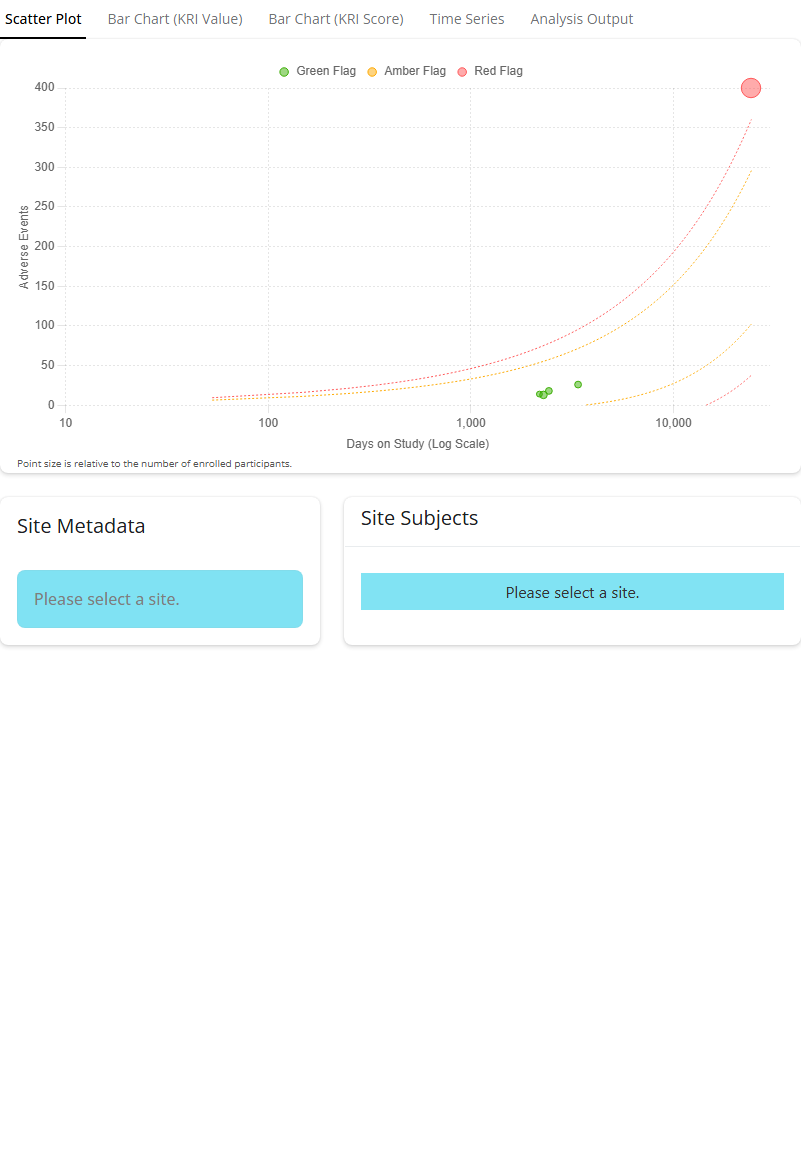 Scatter Plot Bar Chart (KRI Value) Bar Chart (KRI Score) Time Series Analysis Output
Green Flag Amber Flag Red Flag
400
350
300
250
200
150
100
50
0
Adverse Events
10 100 1,000 10,000
Days on Study (Log Scale)
Point size is relative to the number of enrolled participants.
Site Metadata
Please select a site.
Site Subjects
Please select a site.